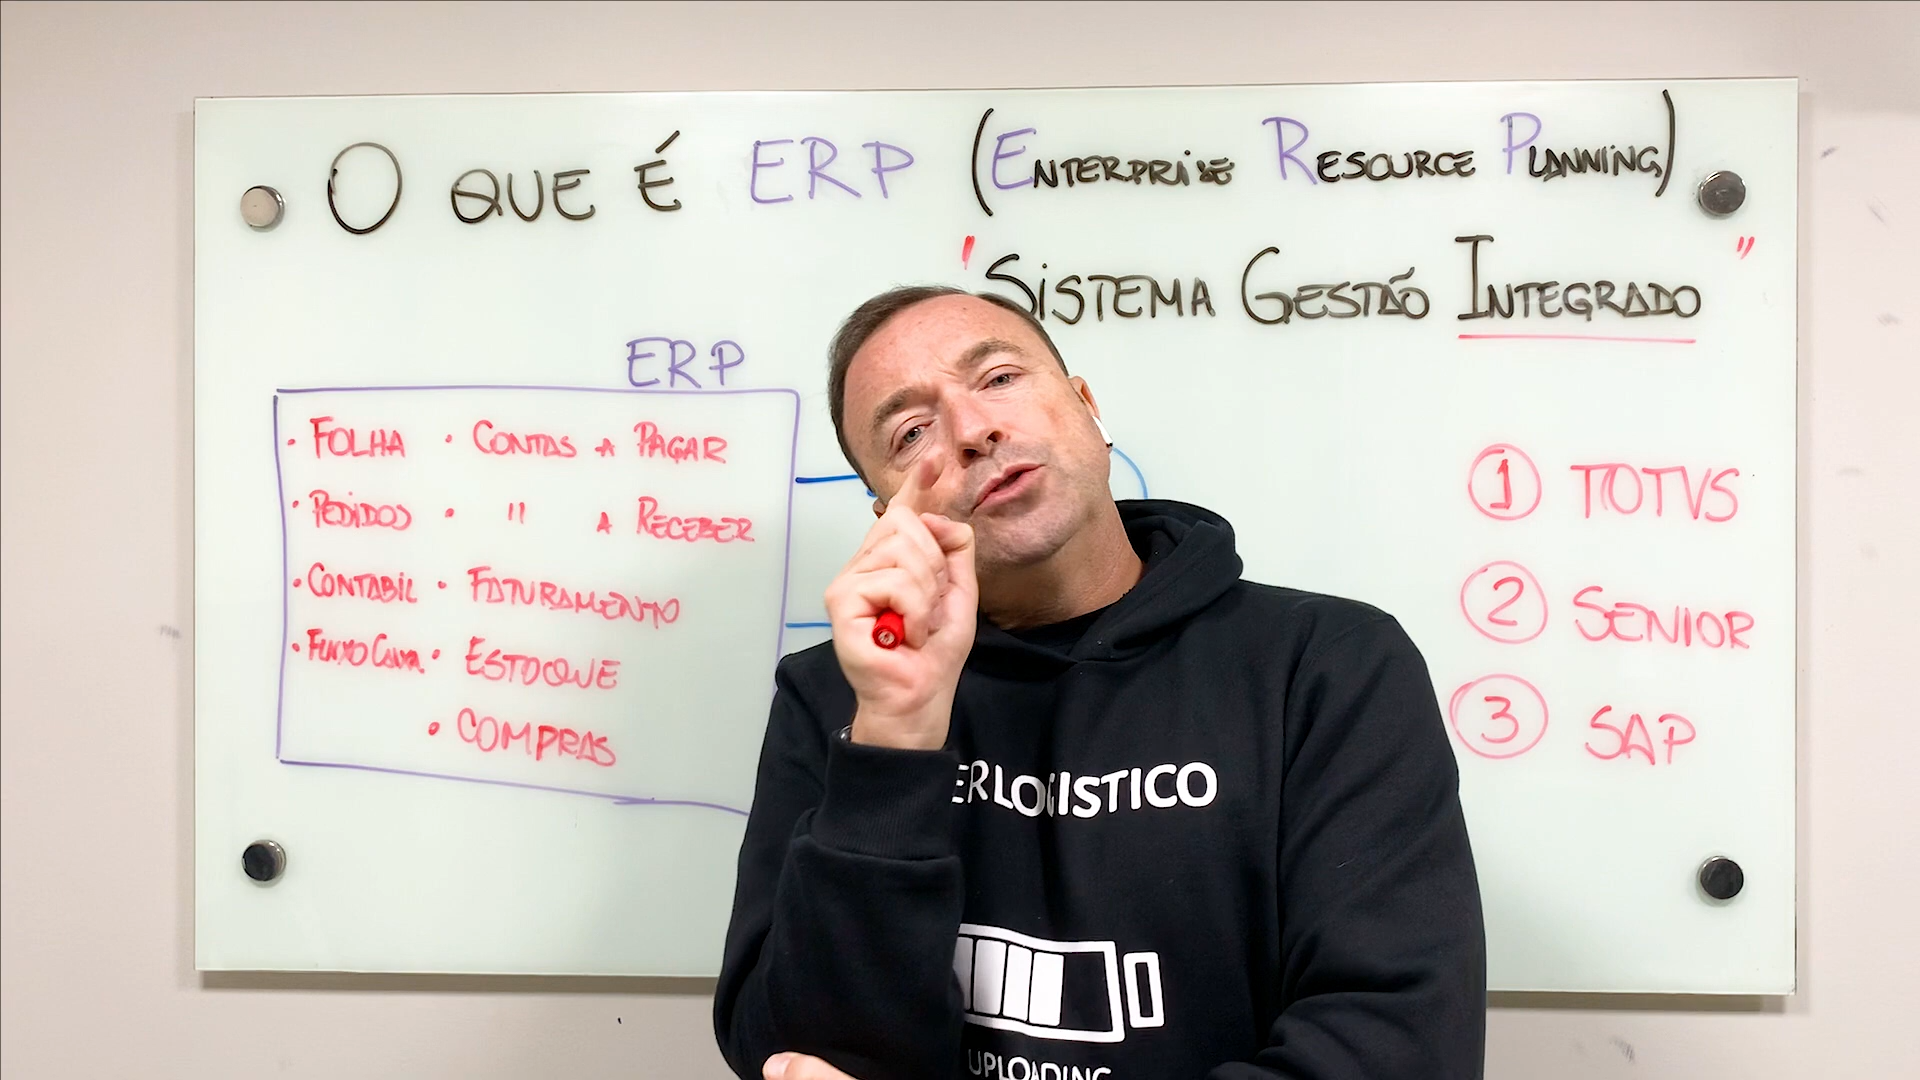 O QUE É ERP (ENTERPRISE RESOURCE PLANNING)
"SISTEMA GESTÃO INTEGRADO"
ERP
• FOLHA • CONTAS A PAGAR
• PEDIDOS • " A RECEBER
• CONTABIL • FATURAMENTO
• FLUXO CAIXA • ESTOQUE
• COMPRAS
1 TOTVS
2 SENIOR
3 SAP
ERLOGISTICO
UPLOADING